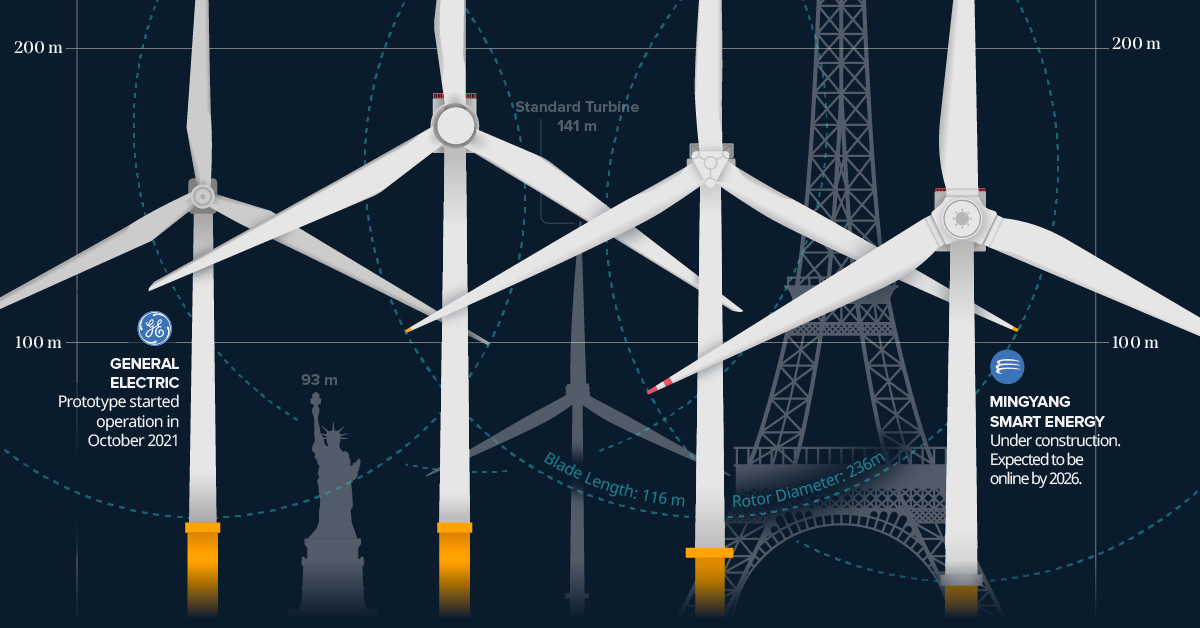 200 m
200 m
Standard Turbine
141 m
100 m
100 m
GE
GENERAL
ELECTRIC
Prototype started
operation in
October 2021
93 m
MINGYANG
SMART ENERGY
Under construction.
Expected to be
online by 2026.
Blade Length: 116 m
Rotor Diameter: 236m